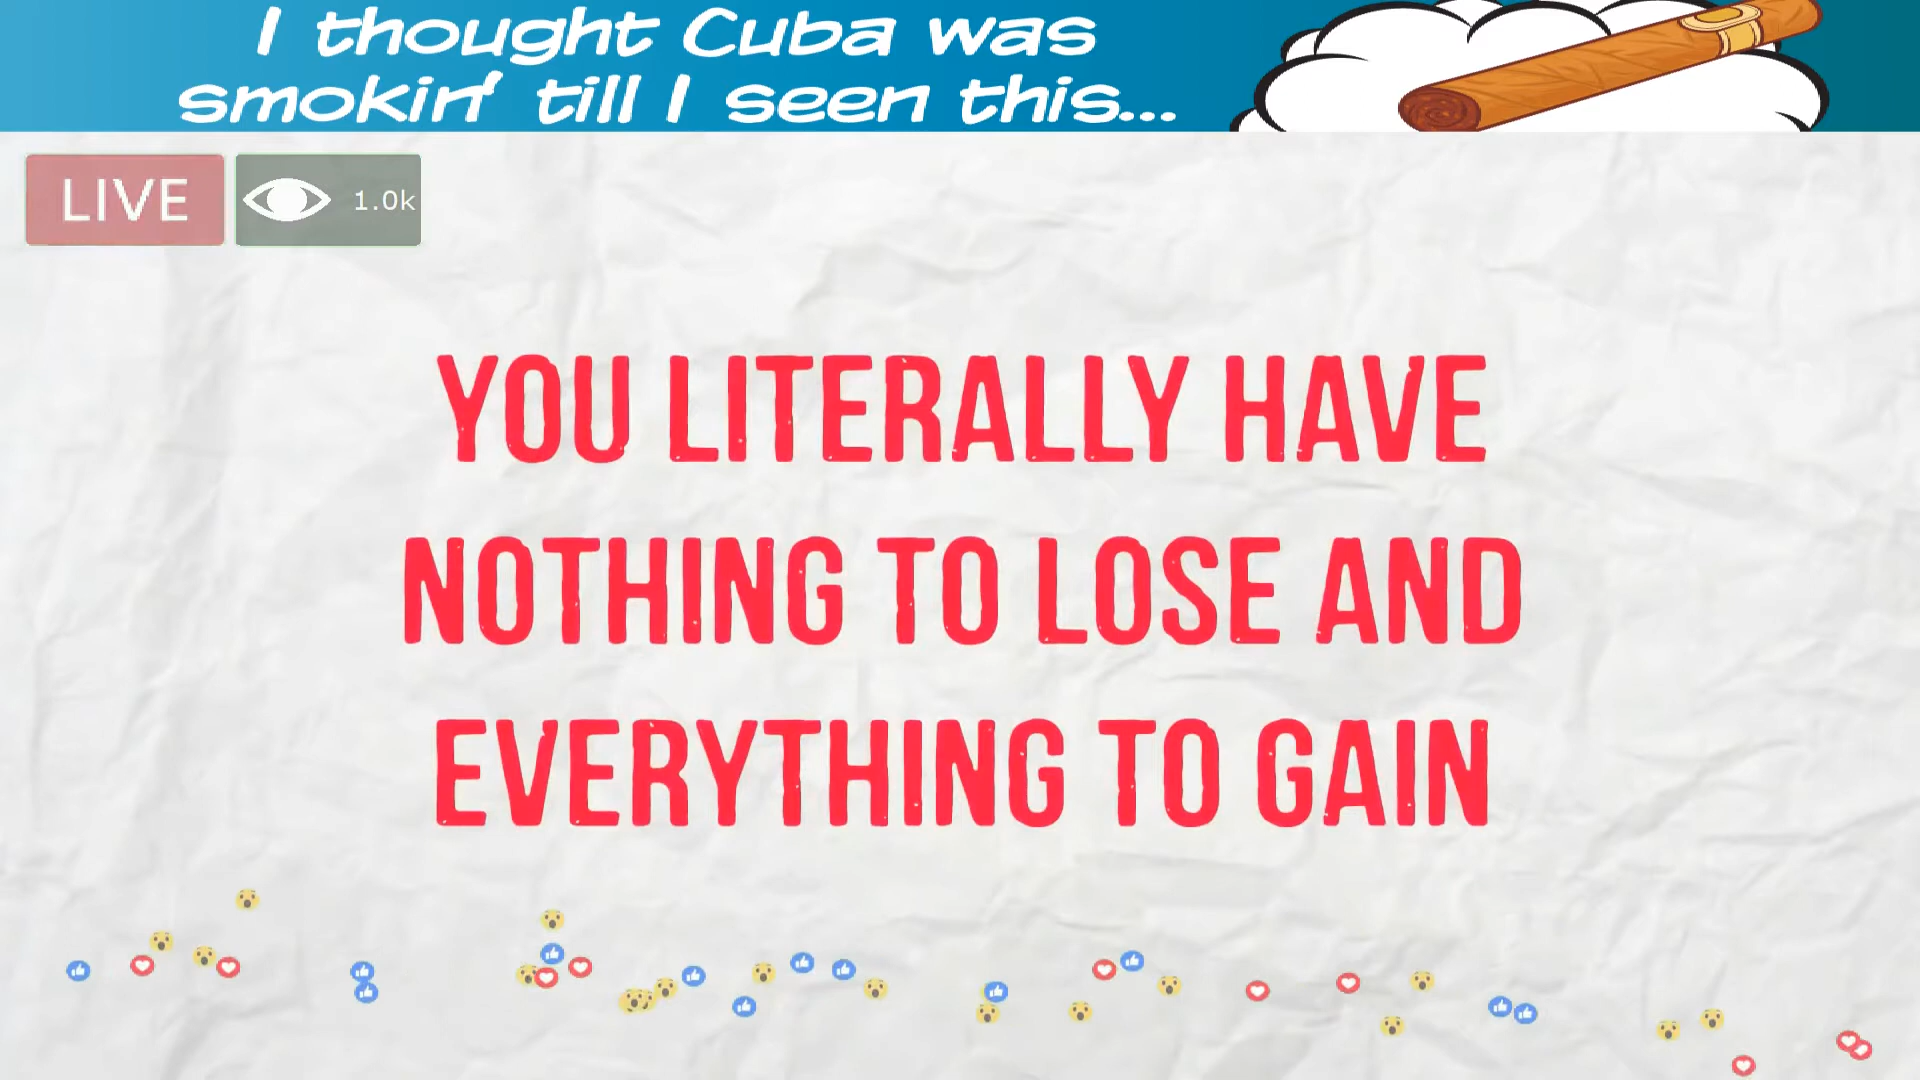 I thought Cuba was
smokin' till I seen this...
LIVE
1.0k
YOU LITERALLY HAVE
NOTHING TO LOSE AND
EVERYTHING TO GAIN